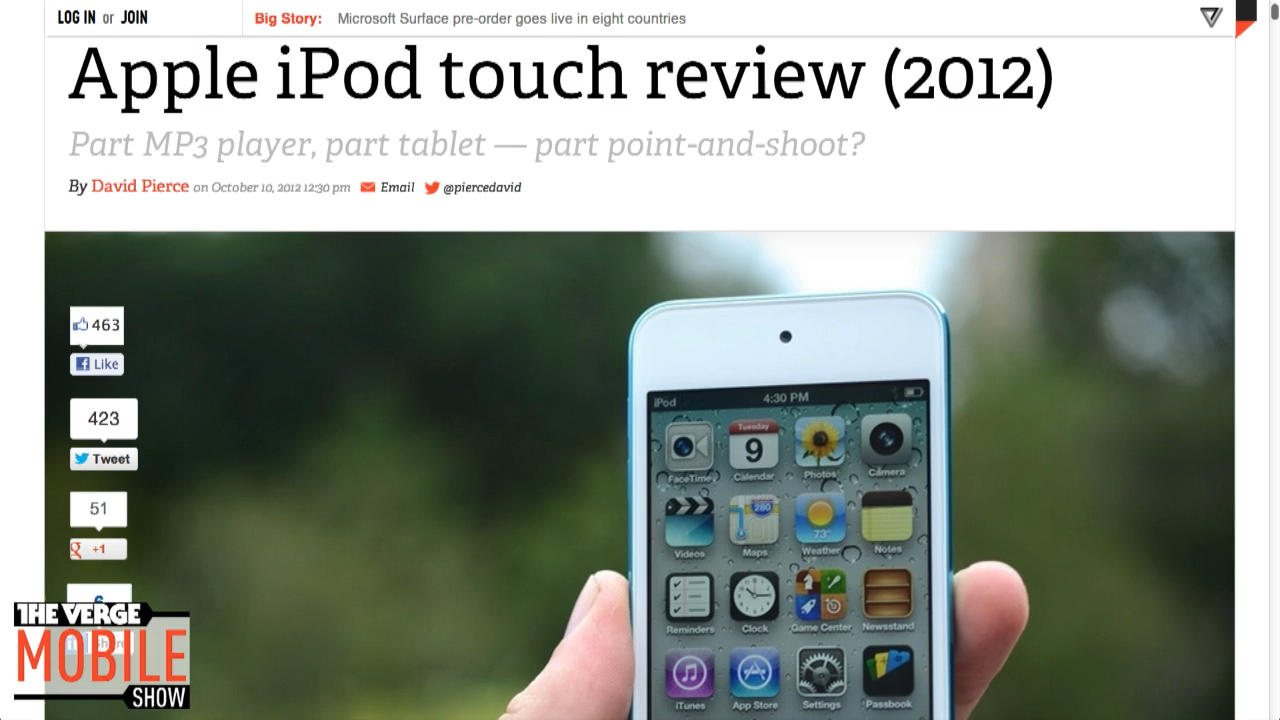 LOG IN or JOIN
Big Story: Microsoft Surface pre-order goes live in eight countries
Apple iPod touch review (2012)
Part MP3 player, part tablet — part point-and-shoot?
By David Pierce on October 10, 2012 12:30 pm Email @piercedavid
463
Like
423
Tweet
51
+1
6
iPod 4:30 PM
Tuesday
9
FaceTime Calendar Photos Camera
280
73°
Videos Maps Weather Notes
Reminders Clock Game Center Newsstand
iTunes App Store Settings Passbook
THE VERGE
MOBILE
SHOW